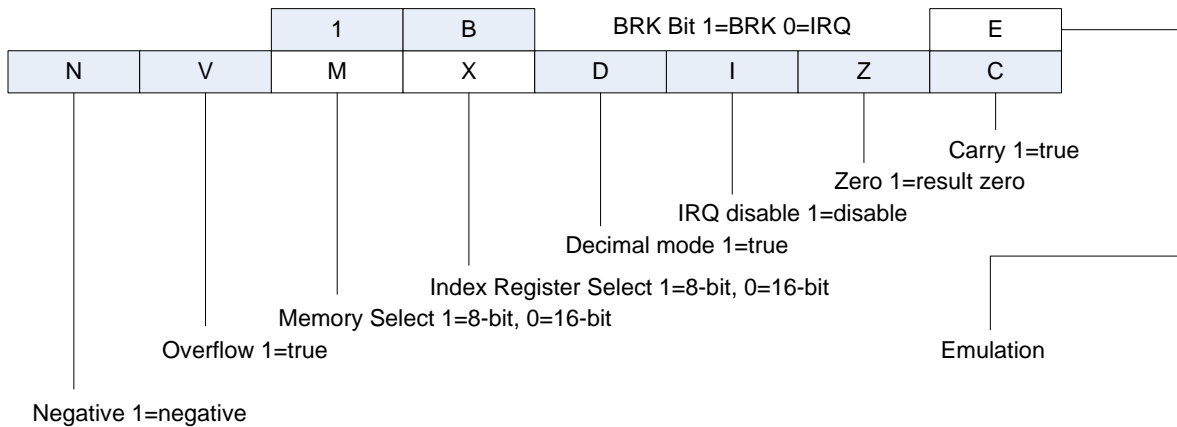 1 B BRK Bit 1=BRK 0=IRQ E
N V M X D I Z C
Carry 1=true
Zero 1=result zero
IRQ disable 1=disable
Decimal mode 1=true
Index Register Select 1=8-bit, 0=16-bit
Memory Select 1=8-bit, 0=16-bit
Overflow 1=true
Emulation
Negative 1=negative